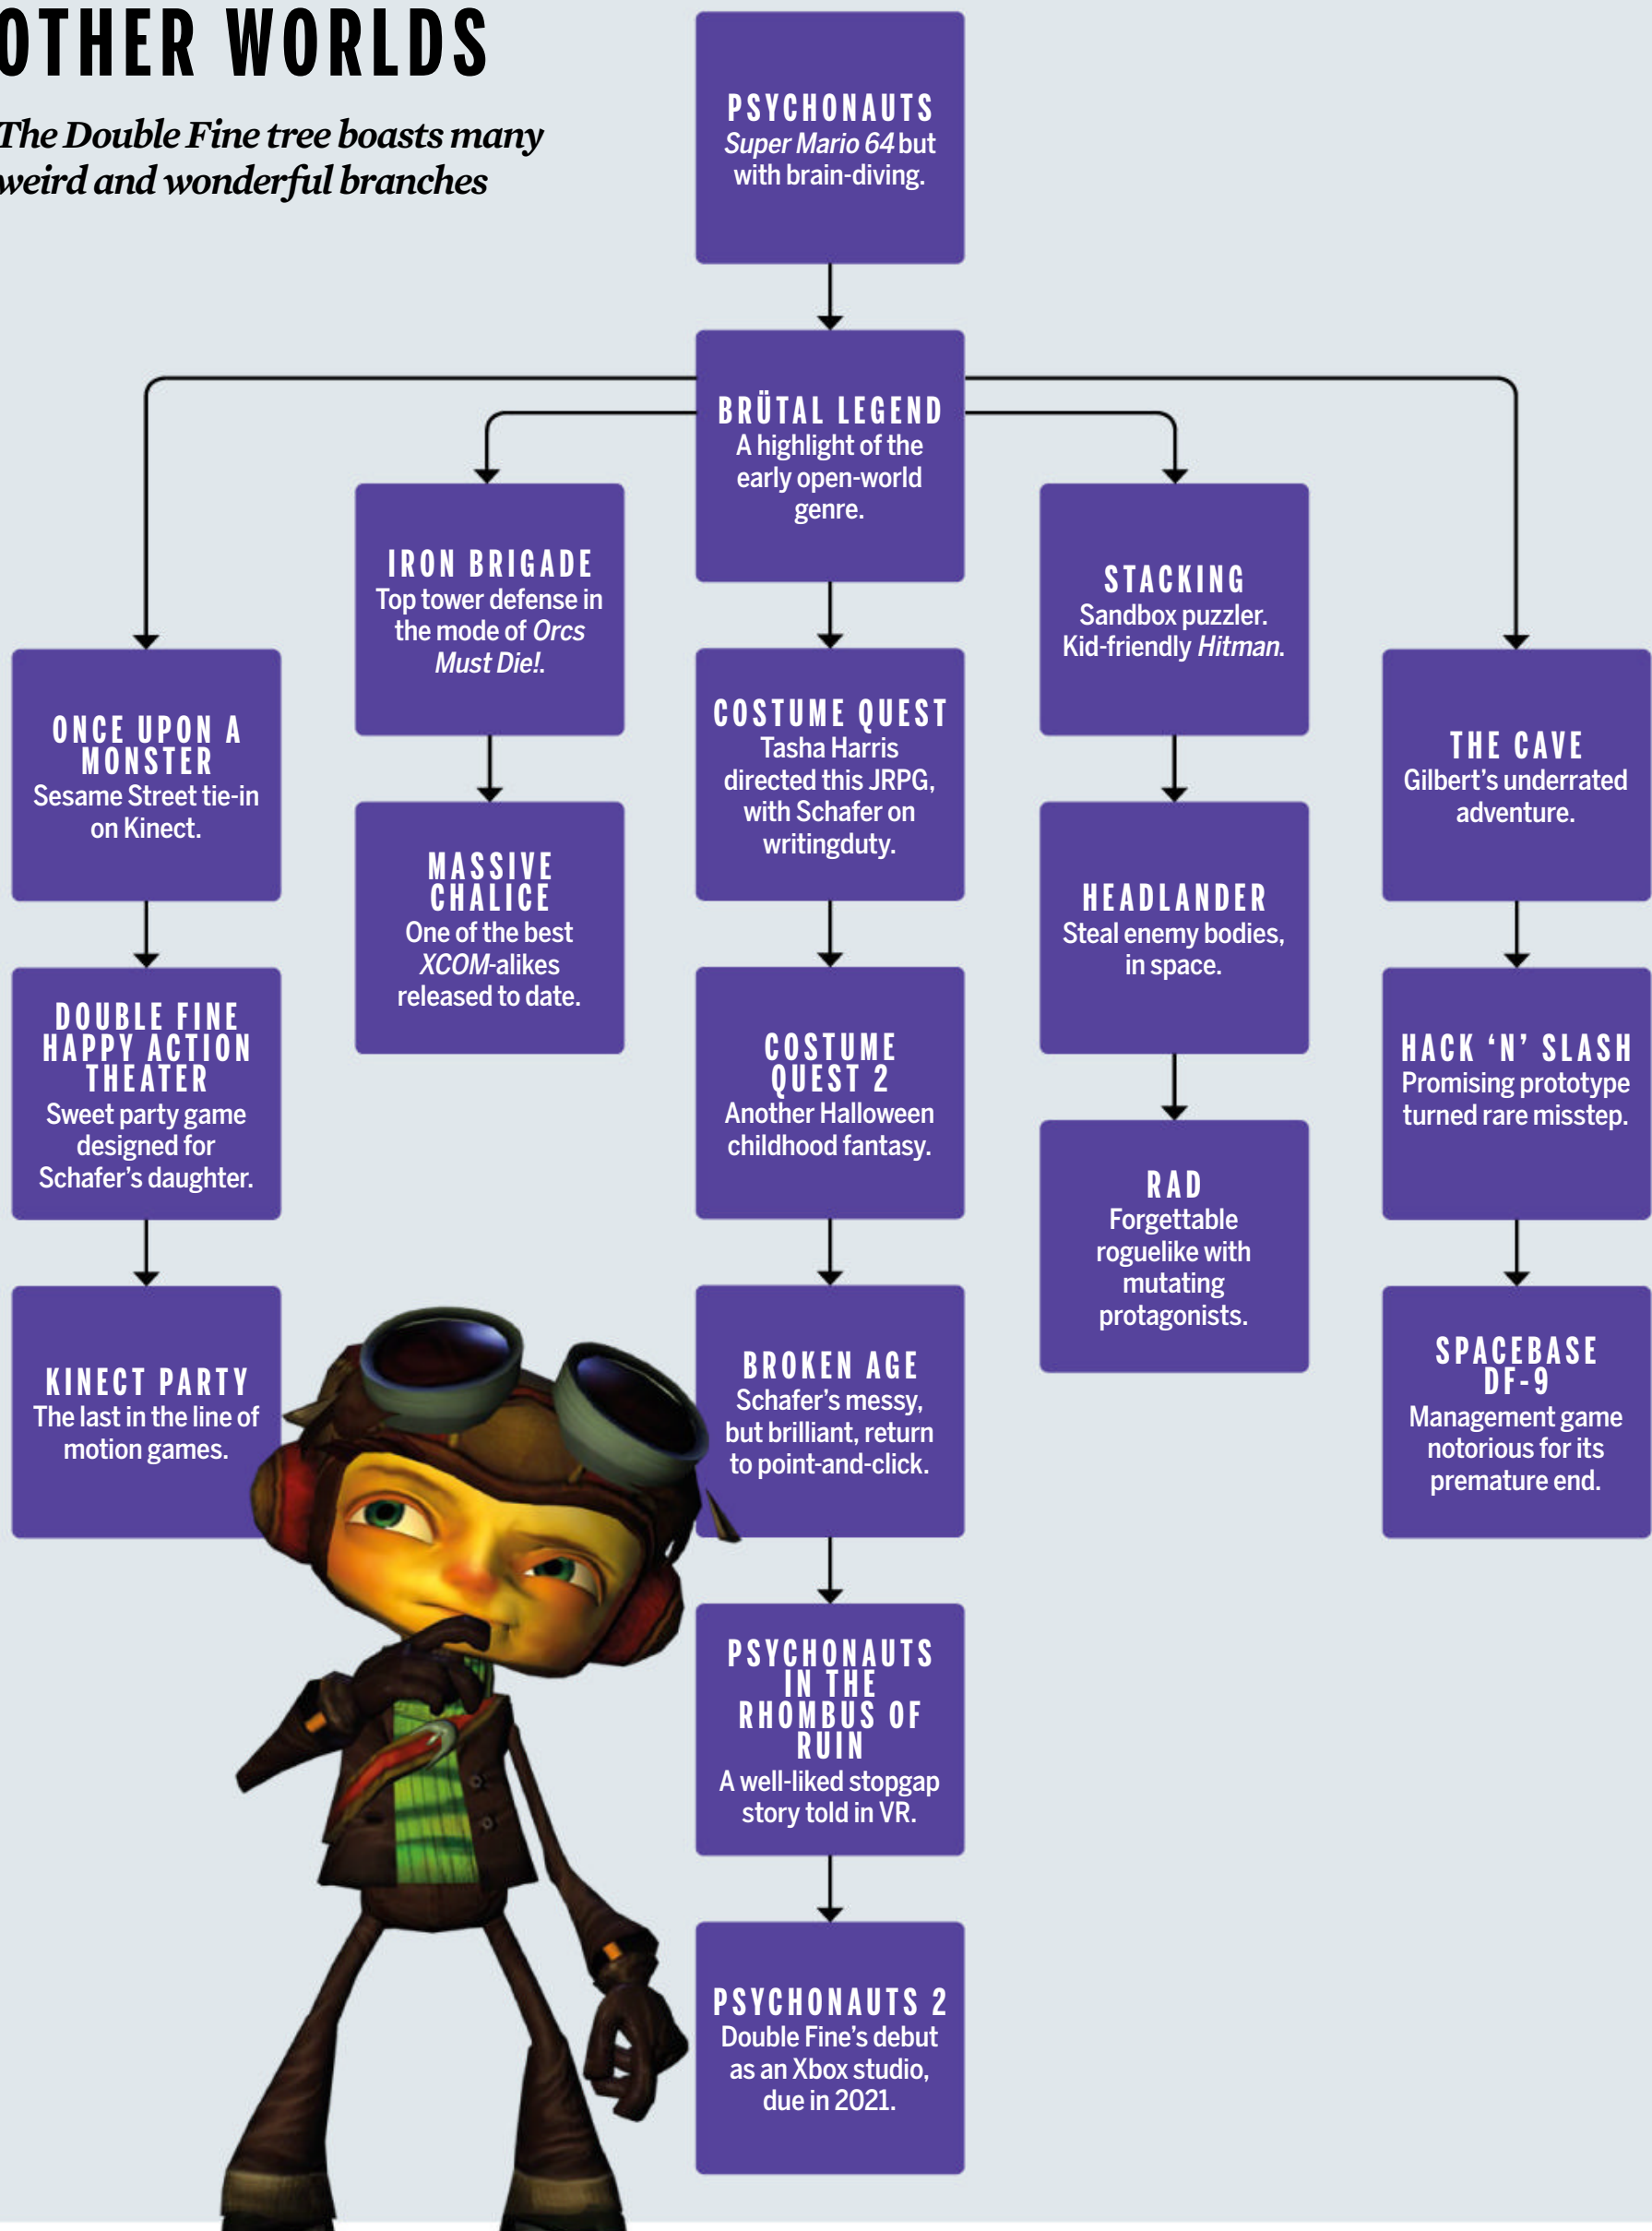 OTHER WORLDS
The Double Fine tree boasts many
weird and wonderful branches
PSYCHONAUTS
Super Mario 64 but
with brain-diving.
BRÜTAL LEGEND
A highlight of the
early open-world
genre.
ONCE UPON A
MONSTER
Sesame Street tie-in
on Kinect.
DOUBLE FINE
HAPPY ACTION
THEATER
Sweet party game
designed for
Schafer’s daughter.
KINECT PARTY
The last in the line of
motion games.
IRON BRIGADE
Top tower defense in
the mode of Orcs
Must Die!.
MASSIVE
CHALICE
One of the best
XCOM-alikes
released to date.
COSTUME QUEST
Tasha Harris
directed this JRPG,
with Schafer on
writingduty.
COSTUME
QUEST 2
Another Halloween
childhood fantasy.
BROKEN AGE
Schafer’s messy,
but brilliant, return
to point-and-click.
PSYCHONAUTS
IN THE
RHOMBUS OF
RUIN
A well-liked stopgap
story told in VR.
PSYCHONAUTS 2
Double Fine’s debut
as an Xbox studio,
due in 2021.
STACKING
Sandbox puzzler.
Kid-friendly Hitman.
HEADLANDER
Steal enemy bodies,
in space.
RAD
Forgettable
roguelike with
mutating
protagonists.
THE CAVE
Gilbert’s underrated
adventure.
HACK ‘N’ SLASH
Promising prototype
turned rare misstep.
SPACEBASE
DF-9
Management game
notorious for its
premature end.